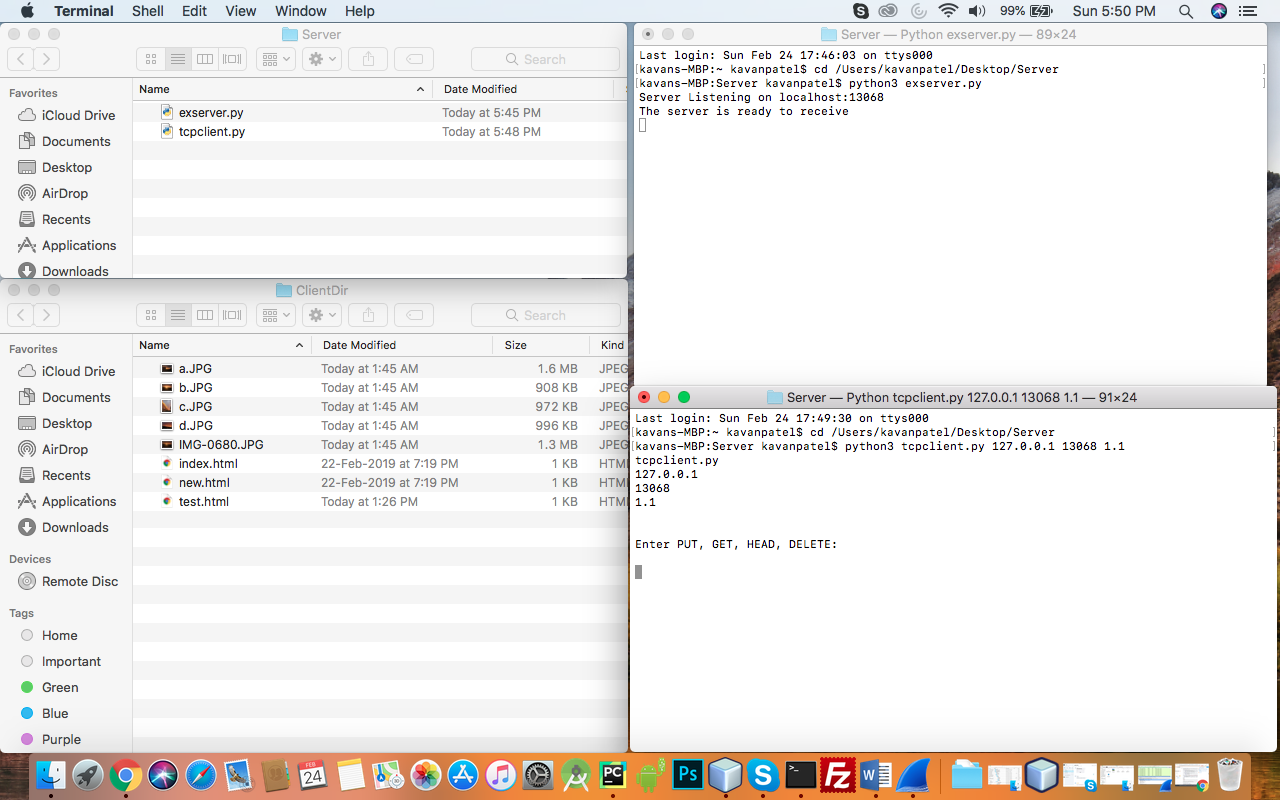 Terminal Shell Edit View Window Help 99% Sun 5:50 PM
Server
Search
Favorites
iCloud Drive
Documents
Desktop
AirDrop
Recents
Applications
Downloads
Name Date Modified
exserver.py Today at 5:45 PM
tcpclient.py Today at 5:48 PM
Server — Python exserver.py — 89×24
Last login: Sun Feb 24 17:46:03 on ttys000
[kavans-MBP:~ kavanpatel$ cd /Users/kavanpatel/Desktop/Server ]
[kavans-MBP:Server kavanpatel$ python3 exserver.py ]
Server Listening on localhost:13068
The server is ready to receive
ClientDir
Search
Favorites
iCloud Drive
Documents
Desktop
AirDrop
Recents
Applications
Downloads
Devices
Remote Disc
Tags
Home
Important
Green
Blue
Purple
Name Date Modified Size Kind
a.JPG Today at 1:45 AM 1.6 MB JPEG
b.JPG Today at 1:45 AM 908 KB JPEG
c.JPG Today at 1:45 AM 972 KB JPEG
d.JPG Today at 1:45 AM 996 KB JPEG
IMG-0680.JPG Today at 1:45 AM 1.3 MB JPEG
index.html 22-Feb-2019 at 7:19 PM 1 KB HTM
new.html 22-Feb-2019 at 7:19 PM 1 KB HTM
test.html Today at 1:26 PM 1 KB HTM
Server — Python tcpclient.py 127.0.0.1 13068 1.1 — 91×24
Last login: Sun Feb 24 17:49:30 on ttys000
[kavans-MBP:~ kavanpatel$ cd /Users/kavanpatel/Desktop/Server ]
[kavans-MBP:Server kavanpatel$ python3 tcpclient.py 127.0.0.1 13068 1.1 ]
tcpclient.py
127.0.0.1
13068
1.1
Enter PUT, GET, HEAD, DELETE:
FEB
24
PC
Ps
S
>_
Fz
W